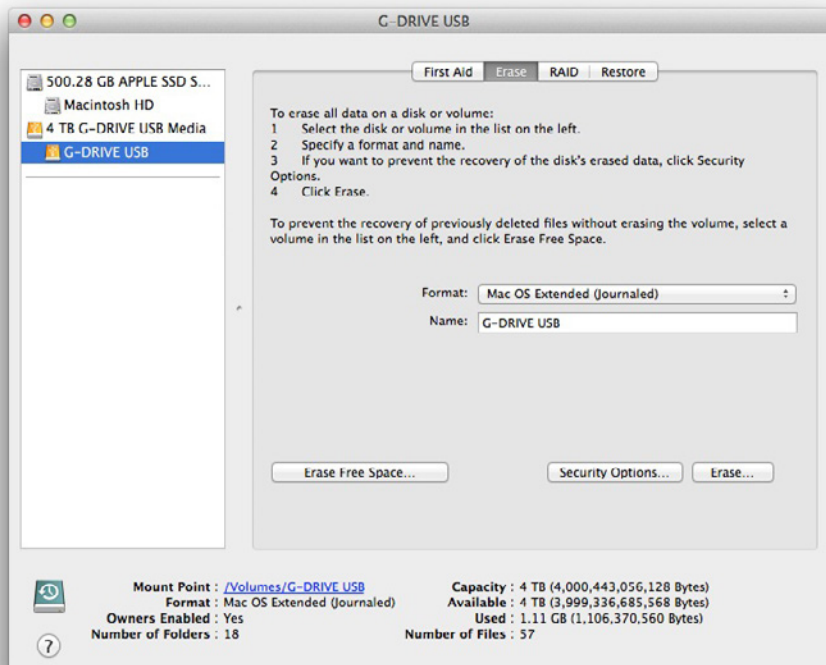 G-DRIVE USB
First Aid Erase RAID Restore
500.28 GB APPLE SSD S...
Macintosh HD
4 TB G-DRIVE USB Media
G-DRIVE USB
To erase all data on a disk or volume:
1 Select the disk or volume in the list on the left.
2 Specify a format and name.
3 If you want to prevent the recovery of the disk's erased data, click Security
Options.
4 Click Erase.
To prevent the recovery of previously deleted files without erasing the volume, select a
volume in the list on the left, and click Erase Free Space.
Format: Mac OS Extended (Journaled)
Name: G-DRIVE USB
Erase Free Space... Security Options... Erase...
Mount Point : /Volumes/G-DRIVE USB
Format : Mac OS Extended (Journaled)
Owners Enabled : Yes
Number of Folders : 18
Capacity : 4 TB (4,000,443,056,128 Bytes)
Available : 4 TB (3,999,336,685,568 Bytes)
Used : 1.11 GB (1,106,370,560 Bytes)
Number of Files : 57
?